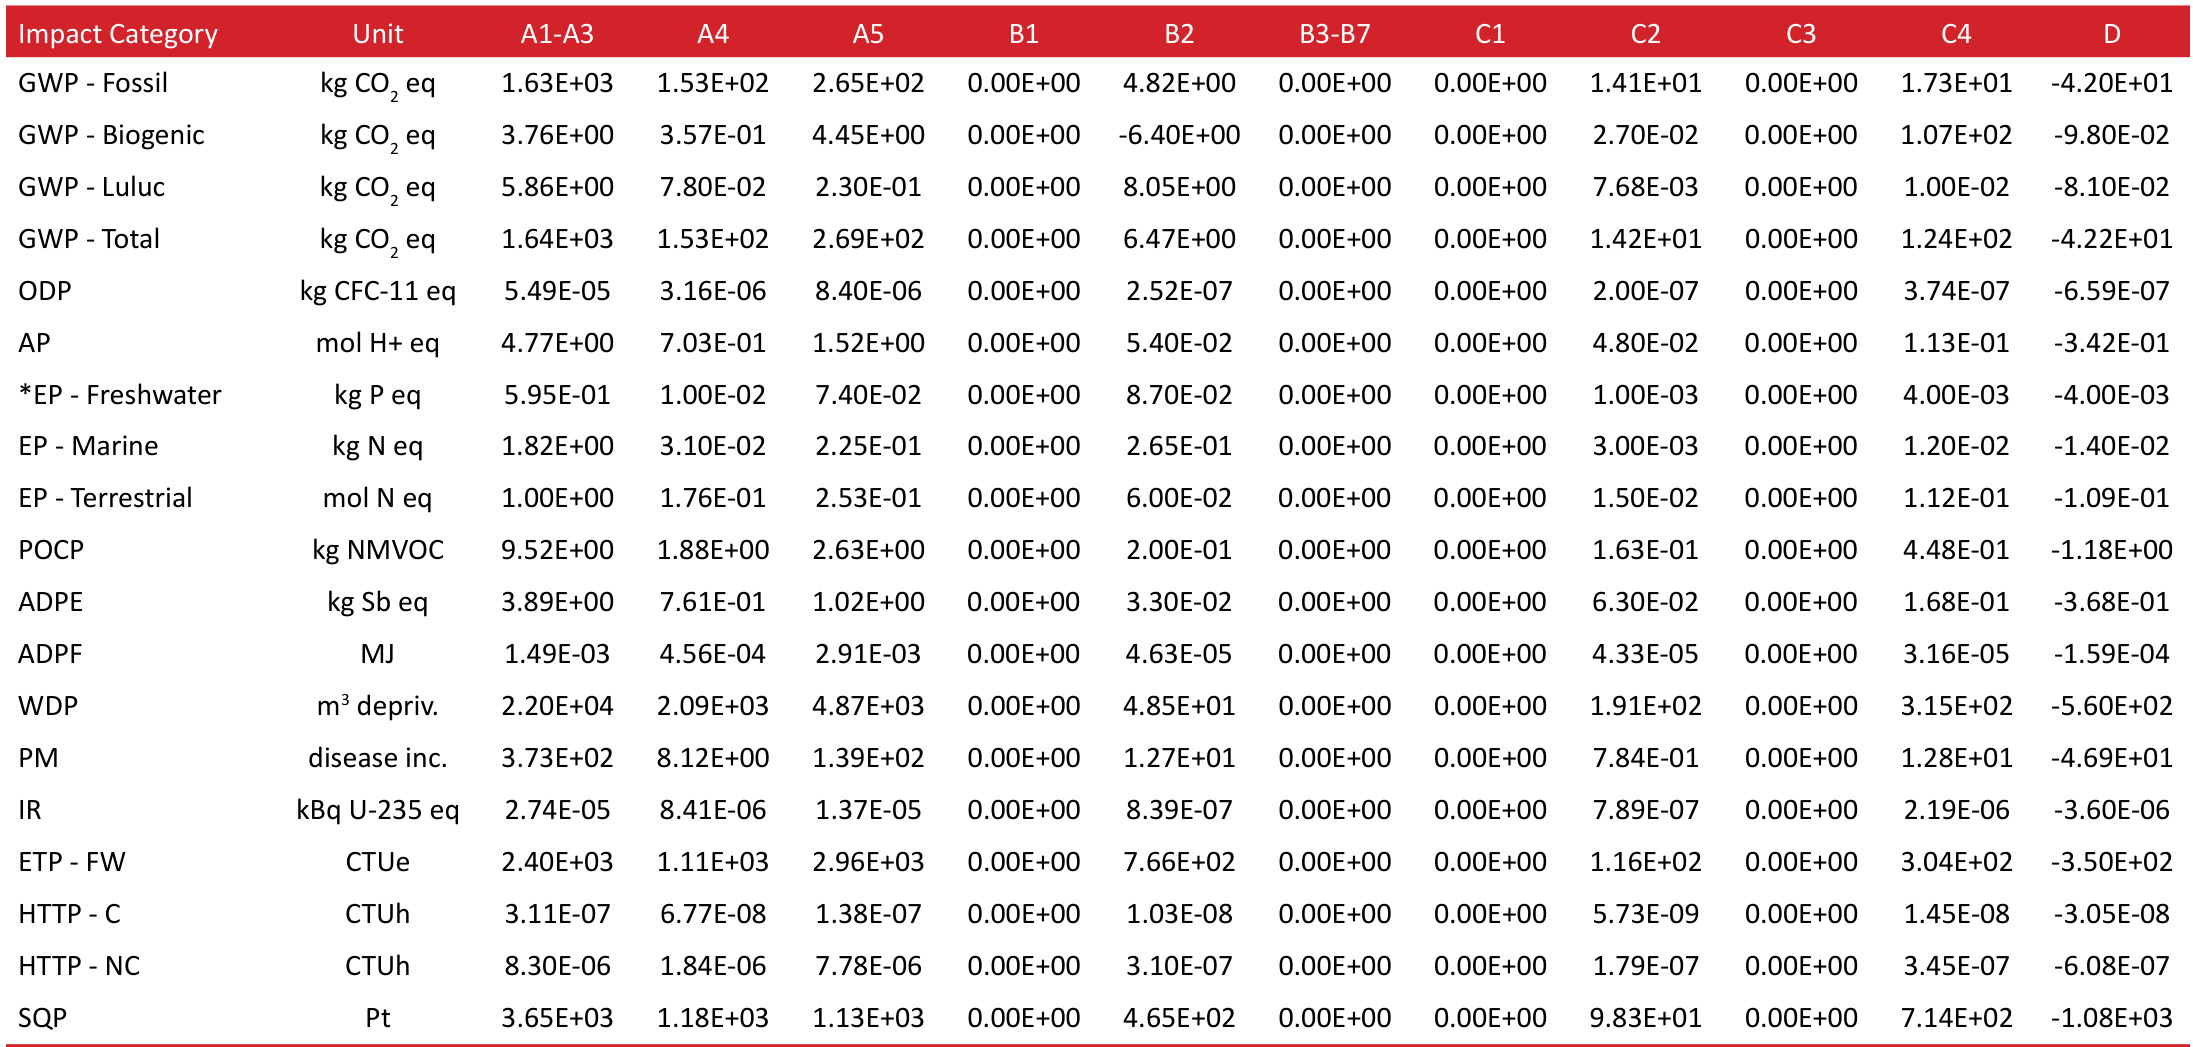 Impact Category Unit A1-A3 A4 A5 B1 B2 B3-B7 C1 C2 C3 C4 D
GWP - Fossil kg CO₂ eq 1.63E+03 1.53E+02 2.65E+02 0.00E+00 4.82E+00 0.00E+00 0.00E+00 1.41E+01 0.00E+00 1.73E+01 -4.20E+01
GWP - Biogenic kg CO₂ eq 3.76E+00 3.57E-01 4.45E+00 0.00E+00 -6.40E+00 0.00E+00 0.00E+00 2.70E-02 0.00E+00 1.07E+02 -9.80E-02
GWP - Luluc kg CO₂ eq 5.86E+00 7.80E-02 2.30E-01 0.00E+00 8.05E+00 0.00E+00 0.00E+00 7.68E-03 0.00E+00 1.00E-02 -8.10E-02
GWP - Total kg CO₂ eq 1.64E+03 1.53E+02 2.69E+02 0.00E+00 6.47E+00 0.00E+00 0.00E+00 1.42E+01 0.00E+00 1.24E+02 -4.22E+01
ODP kg CFC-11 eq 5.49E-05 3.16E-06 8.40E-06 0.00E+00 2.52E-07 0.00E+00 0.00E+00 2.00E-07 0.00E+00 3.74E-07 -6.59E-07
AP mol H+ eq 4.77E+00 7.03E-01 1.52E+00 0.00E+00 5.40E-02 0.00E+00 0.00E+00 4.80E-02 0.00E+00 1.13E-01 -3.42E-01
*EP - Freshwater kg P eq 5.95E-01 1.00E-02 7.40E-02 0.00E+00 8.70E-02 0.00E+00 0.00E+00 1.00E-03 0.00E+00 4.00E-03 -4.00E-03
EP - Marine kg N eq 1.82E+00 3.10E-02 2.25E-01 0.00E+00 2.65E-01 0.00E+00 0.00E+00 3.00E-03 0.00E+00 1.20E-02 -1.40E-02
EP - Terrestrial mol N eq 1.00E+00 1.76E-01 2.53E-01 0.00E+00 6.00E-02 0.00E+00 0.00E+00 1.50E-02 0.00E+00 1.12E-01 -1.09E-01
POCP kg NMVOC 9.52E+00 1.88E+00 2.63E+00 0.00E+00 2.00E-01 0.00E+00 0.00E+00 1.63E-01 0.00E+00 4.48E-01 -1.18E+00
ADPE kg Sb eq 3.89E+00 7.61E-01 1.02E+00 0.00E+00 3.30E-02 0.00E+00 0.00E+00 6.30E-02 0.00E+00 1.68E-01 -3.68E-01
ADPF MJ 1.49E-03 4.56E-04 2.91E-03 0.00E+00 4.63E-05 0.00E+00 0.00E+00 4.33E-05 0.00E+00 3.16E-05 -1.59E-04
WDP m³ depriv. 2.20E+04 2.09E+03 4.87E+03 0.00E+00 4.85E+01 0.00E+00 0.00E+00 1.91E+02 0.00E+00 3.15E+02 -5.60E+02
PM disease inc. 3.73E+02 8.12E+00 1.39E+02 0.00E+00 1.27E+01 0.00E+00 0.00E+00 7.84E-01 0.00E+00 1.28E+01 -4.69E+01
IR kBq U-235 eq 2.74E-05 8.41E-06 1.37E-05 0.00E+00 8.39E-07 0.00E+00 0.00E+00 7.89E-07 0.00E+00 2.19E-06 -3.60E-06
ETP - FW CTUe 2.40E+03 1.11E+03 2.96E+03 0.00E+00 7.66E+02 0.00E+00 0.00E+00 1.16E+02 0.00E+00 3.04E+02 -3.50E+02
HTTP - C CTUh 3.11E-07 6.77E-08 1.38E-07 0.00E+00 1.03E-08 0.00E+00 0.00E+00 5.73E-09 0.00E+00 1.45E-08 -3.05E-08
HTTP - NC CTUh 8.30E-06 1.84E-06 7.78E-06 0.00E+00 3.10E-07 0.00E+00 0.00E+00 1.79E-07 0.00E+00 3.45E-07 -6.08E-07
SQP Pt 3.65E+03 1.18E+03 1.13E+03 0.00E+00 4.65E+02 0.00E+00 0.00E+00 9.83E+01 0.00E+00 7.14E+02 -1.08E+03